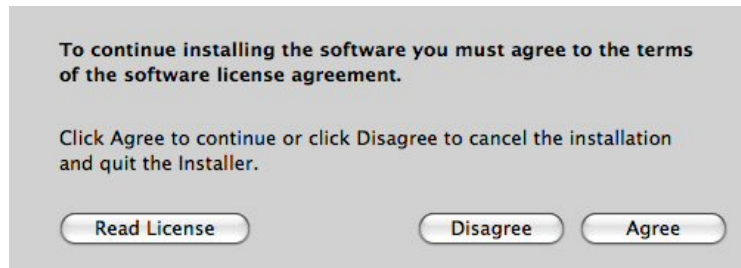 To continue installing the software you must agree to the terms
of the software license agreement.
Click Agree to continue or click Disagree to cancel the installation
and quit the Installer.
Read License Disagree Agree